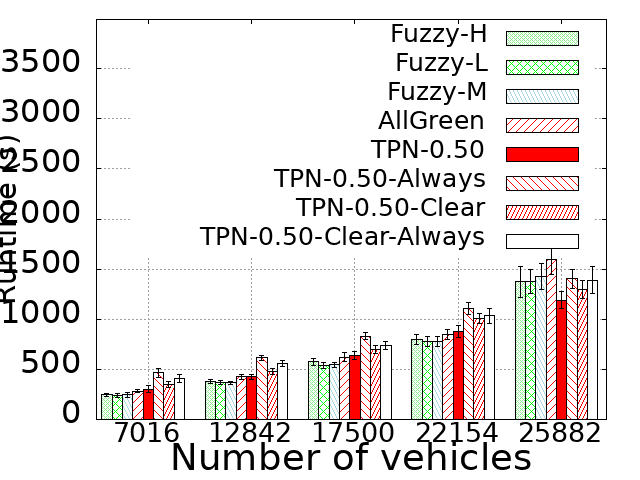 Fuzzy-H
Fuzzy-L
Fuzzy-M
AllGreen
TPN-0.50
TPN-0.50-Always
TPN-0.50-Clear
TPN-0.50-Clear-Always
3500
3000
2500
2000
1500
1000
500
0
Runtime (s)
7016 12842 17500 22154 25882
Number of vehicles